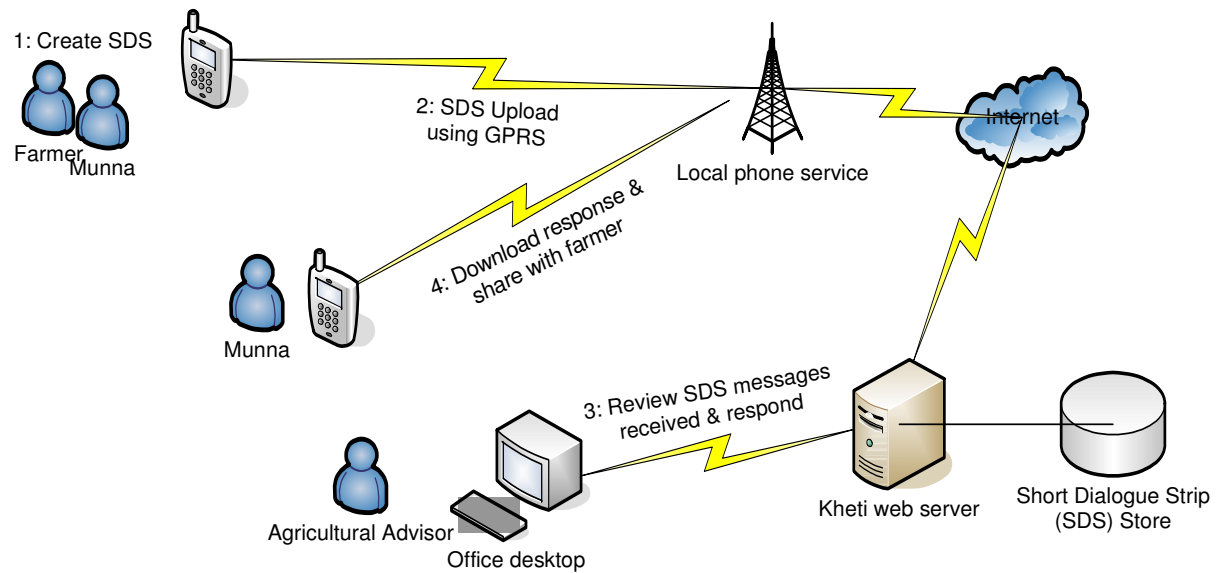 1: Create SDS
Farmer
Munna
2: SDS Upload
using GPRS
Local phone service
Internet
4: Download response &
share with farmer
Munna
3: Review SDS messages
received & respond
Agricultural Advisor
Office desktop
Kheti web server
Short Dialogue Strip
(SDS) Store